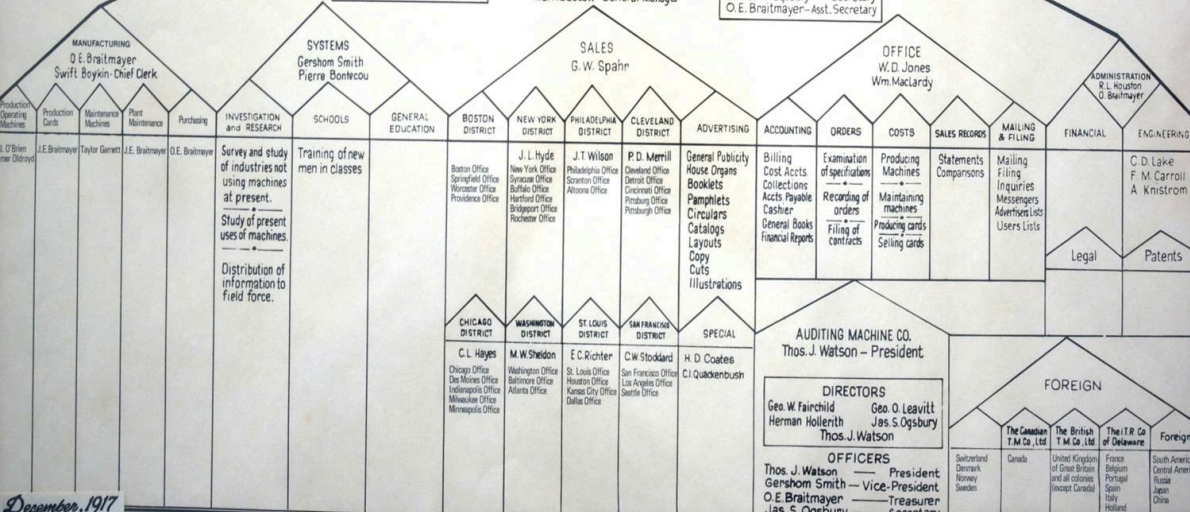 O.E. Braitmayer–Asst. Secretary
MANUFACTURING
O.E. Braitmayer
Swift Boykin-Chief Clerk
Production
Operating
Machines
Production
Cards
Maintenance
Machines
Plant
Maintenance
Purchasing
J. O'Brien
J.E. Braitmayer
Taylor Garnett
J.E. Braitmayer
O.E. Braitmayer
SYSTEMS
Gershom Smith
Pierre Bontecou
INVESTIGATION
and RESEARCH
SCHOOLS
GENERAL
EDUCATION
Survey and study
of industries not
using machines
at present.
Study of present
uses of machines.
Distribution of
information to
field force.
Training of new
men in classes
SALES
G.W. Spahr
BOSTON
DISTRICT
Boston Office
Springfield Office
Worcester Office
Providence Office
NEW YORK
DISTRICT
J.L. Hyde
New York Office
Syracuse Office
Buffalo Office
Hartford Office
Bridgeport Office
Rochester Office
PHILADELPHIA
DISTRICT
J.T. Wilson
Philadelphia Office
Scranton Office
Altoona Office
CLEVELAND
DISTRICT
P.D. Merrill
Cleveland Office
Detroit Office
Cincinnati Office
Pittsburg Office
Pittsburgh Office
ADVERTISING
General Publicity
House Organs
Booklets
Pamphlets
Circulars
Catalogs
Layouts
Copy
Cuts
Illustrations
CHICAGO
DISTRICT
C.L. Hayes
Chicago Office
Des Moines Office
Indianapolis Office
Milwaukee Office
Minneapolis Office
WASHINGTON
DISTRICT
M.W. Sheldon
Washington Office
Baltimore Office
Atlanta Office
ST. LOUIS
DISTRICT
E C. Richter
St. Louis Office
Houston Office
Kansas City Office
Dallas Office
SAN FRANCISCO
DISTRICT
C.W. Stoddard
San Francisco Office
Los Angeles Office
Seattle Office
SPECIAL
H. D. Coates
C.I. Quackenbush
OFFICE
W. D. Jones
Wm. MacLardy
ACCOUNTING
Billing
Cost Accts.
Collections
Accts. Payable
Cashier
General Books
Financial Reports
ORDERS
Examination
of specifications
Recording of
orders
Filing of
contracts
COSTS
Producing
Machines
Maintaining
machines
Producing cards
Selling cards
SALES RECORDS
Statements
Comparisons
MAILING
& FILING
Mailing
Filing
Inquiries
Messengers
Advertisers Lists
Users Lists
ADMINISTRATION
R.L. Houston
O. Braitmayer
FINANCIAL
Legal
ENGINEERING
C. D. Lake
F. M. Carroll
A Knistrom
Patents
AUDITING MACHINE CO.
Thos. J. Watson – President
DIRECTORS
Geo. W. Fairchild Geo. O. Leavitt
Herman Hollerith Jas. S. Ogsbury
Thos. J. Watson
OFFICERS
Thos. J. Watson — President
Gershom Smith – Vice-President
O.E. Braitmayer — Treasurer
Jas. S. Ogsbury Secretary
FOREIGN
Switzerland
Denmark
Norway
Sweden
The Canadian
T.M Co., Ltd
Canada
The British
T.M. Co., Ltd
United Kingdom
of Great Britain
and all colonies
(except Canada)
The I.T.R Co
of Delaware
France
Belgium
Portugal
Spain
Italy
Holland
Foreign
South Americ
Central Amer
Russia
Japan
China
December, 1917